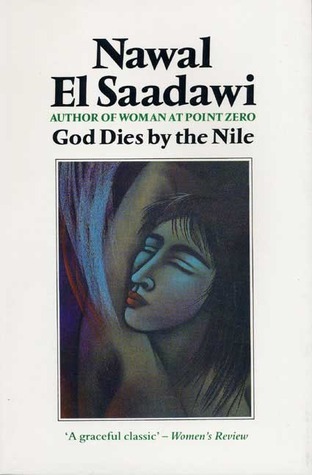 Nawal
El Saadawi
AUTHOR OF WOMAN AT POINT ZERO
God Dies by the Nile
‘A graceful classic’ – Women's Review